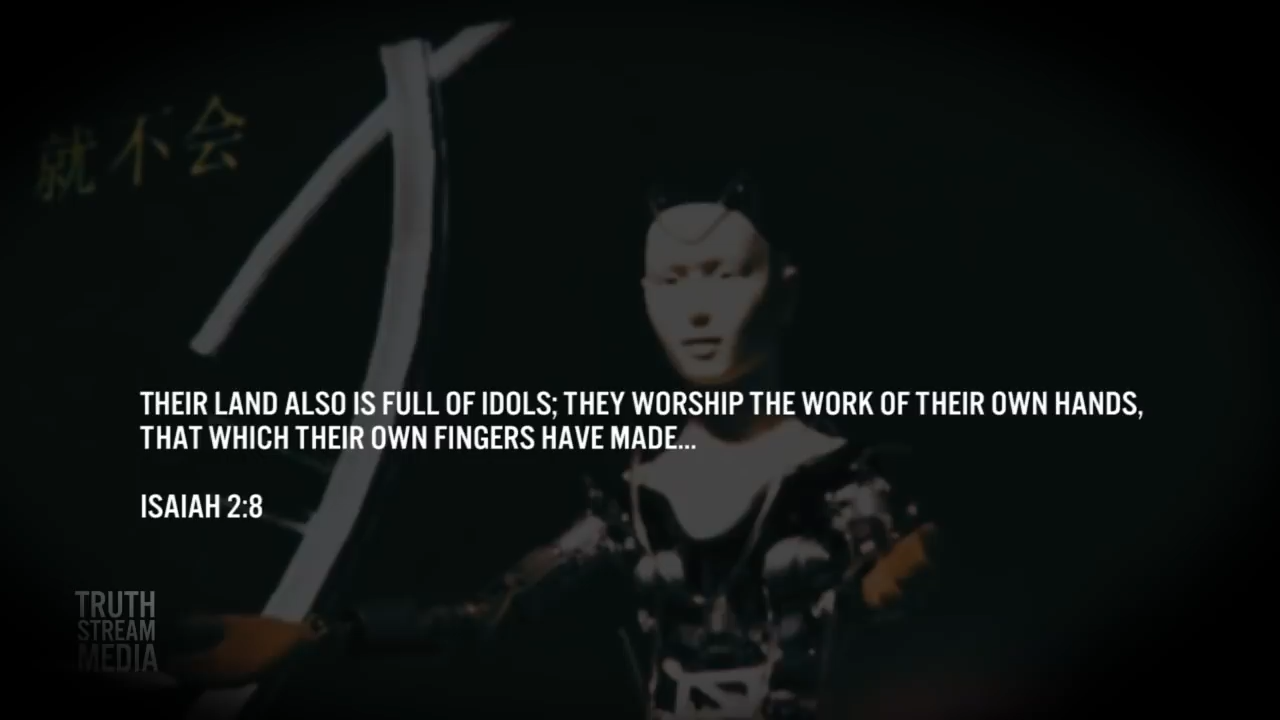 就不会
THEIR LAND ALSO IS FULL OF IDOLS; THEY WORSHIP THE WORK OF THEIR OWN HANDS,
THAT WHICH THEIR OWN FINGERS HAVE MADE...
ISAIAH 2:8
TRUTH
STREAM
MEDIA